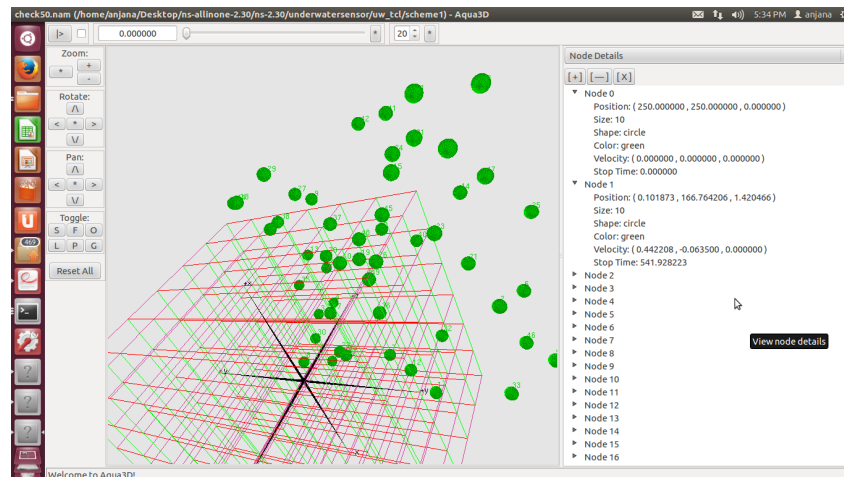 check50.nam (/home/anjana/Desktop/ns-allinone-2.30/ns-2.30/underwatersensor/uw_tcl/scheme1) - Aqua3D
5:34 PM anjana
|> 0.000000 * 20 *
Zoom:
* +
-
Rotate:
/\
< * >
\/
Pan:
/\
< * >
\/
Toggle:
S F O
L P G
Reset All
469
Node Details
[+] [—] [X]
Node 0
Position: ( 250.000000 , 250.000000 , 0.000000 )
Size: 10
Shape: circle
Color: green
Velocity: ( 0.000000 , 0.000000 , 0.000000 )
Stop Time: 0.000000
Node 1
Position: ( 0.101873 , 166.764206 , 1.420466 )
Size: 10
Shape: circle
Color: green
Velocity: ( 0.442208 , -0.063500 , 0.000000 )
Stop Time: 541.928223
Node 2
Node 3
Node 4
Node 5
Node 6
Node 7
View node details
Node 8
Node 9
Node 10
Node 11
Node 12
Node 13
Node 14
Node 15
Node 16
33
Welcome to Aqua3D!